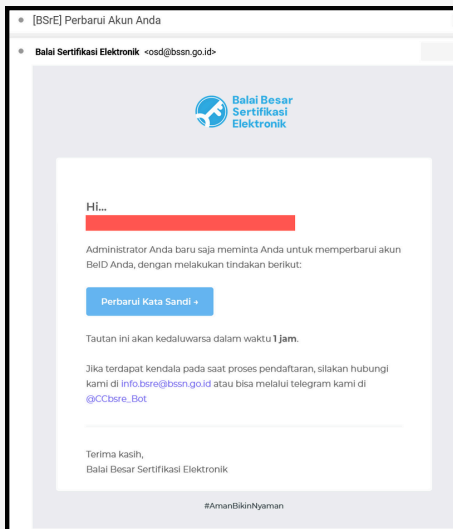 [BSrE] Perbarui Akun Anda
Balai Sertifikasi Elektronik <osd@bssn.go.id>
Balai Besar
Sertifikasi
Elektronik
Hi...
Administrator Anda baru saja meminta Anda untuk memperbarui akun
BeID Anda, dengan melakukan tindakan berikut:
Perbarui Kata Sandi →
Tautan ini akan kedaluwarsa dalam waktu 1 jam.
Jika terdapat kendala pada saat proses pendaftaran, silakan hubungi
kami di info.bsre@bssn.go.id atau bisa melalui telegram kami di
@CCbsre_Bot
Terima kasih,
Balai Besar Sertifikasi Elektronik
#AmanBikinNyaman